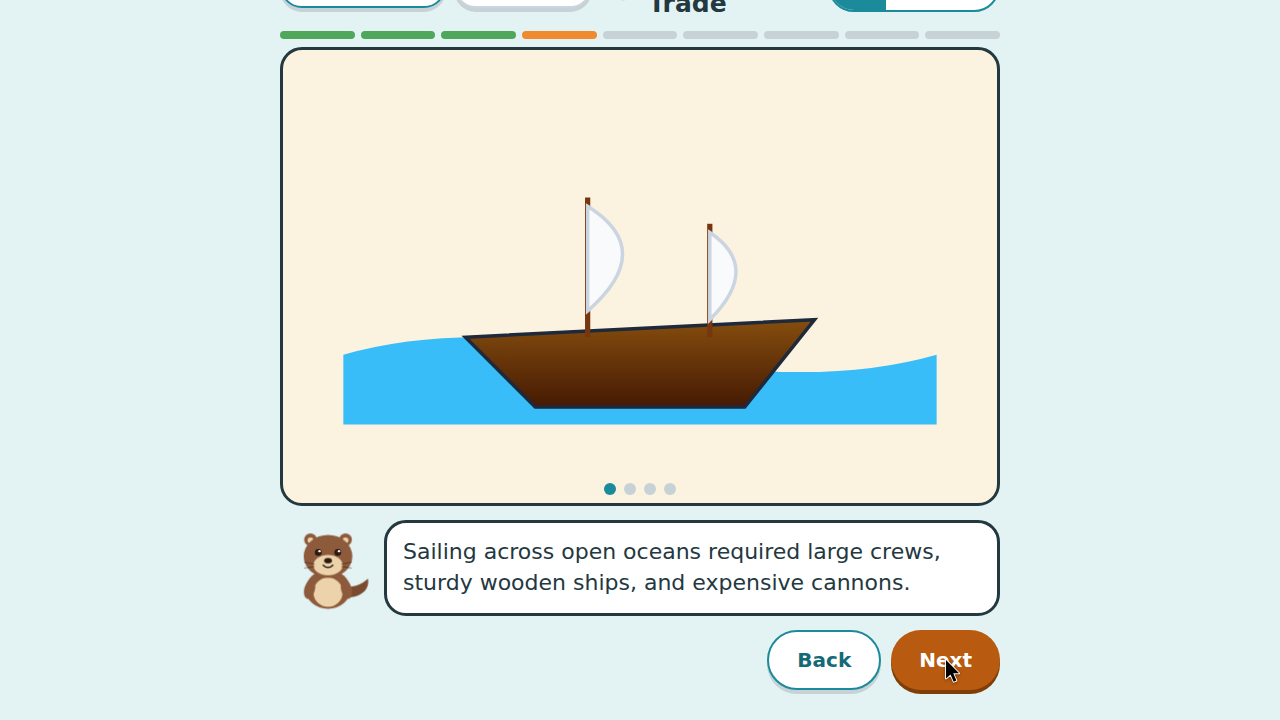 Trade
Sailing across open oceans required large crews,
sturdy wooden ships, and expensive cannons.
Back
Next